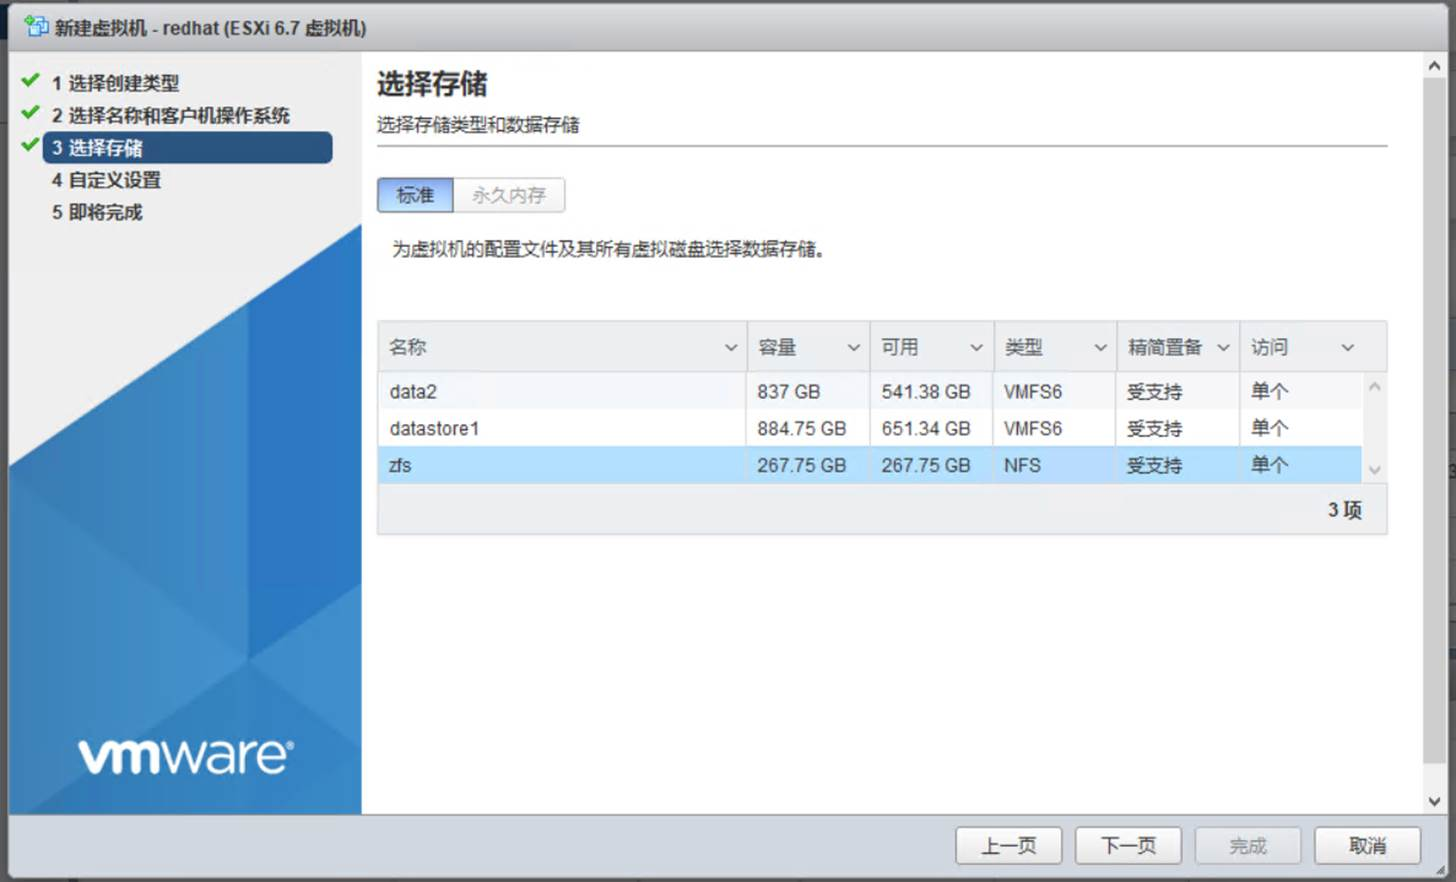 新建虚拟机 - redhat (ESXi 6.7 虚拟机)
1 选择创建类型
2 选择名称和客户机操作系统
3 选择存储
4 自定义设置
5 即将完成
vmware®
选择存储
选择存储类型和数据存储
标准 永久内存
为虚拟机的配置文件及其所有虚拟磁盘选择数据存储。
名称 容量 可用 类型 精简置备 访问
data2 837 GB 541.38 GB VMFS6 受支持 单个
datastore1 884.75 GB 651.34 GB VMFS6 受支持 单个
zfs 267.75 GB 267.75 GB NFS 受支持 单个
3 项
上一页 下一页 完成 取消